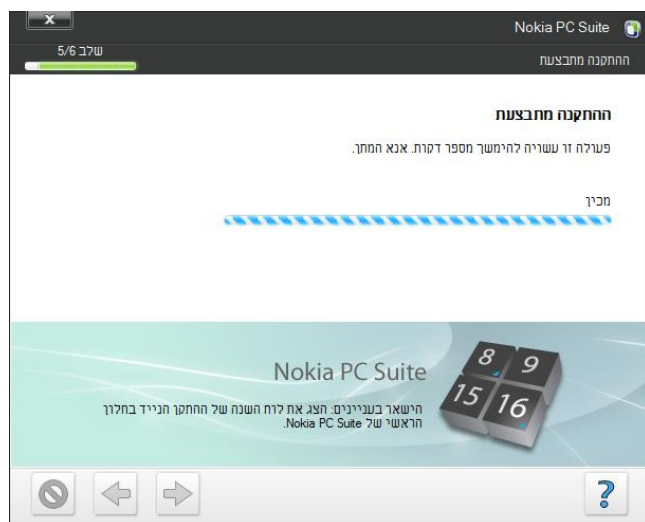 Nokia PC Suite
שלב 5/6
ההתקנה מתבצעת
ההתקנה מתבצעת
פעולה זו עשויה להימשך מספר דקות. אנא המתן.
מכין
Nokia PC Suite
8 9
15 16
הישאר בעניינים: הצג את לוח השנה של ההתקן הנייד בחלון
הראשי של Nokia PC Suite.